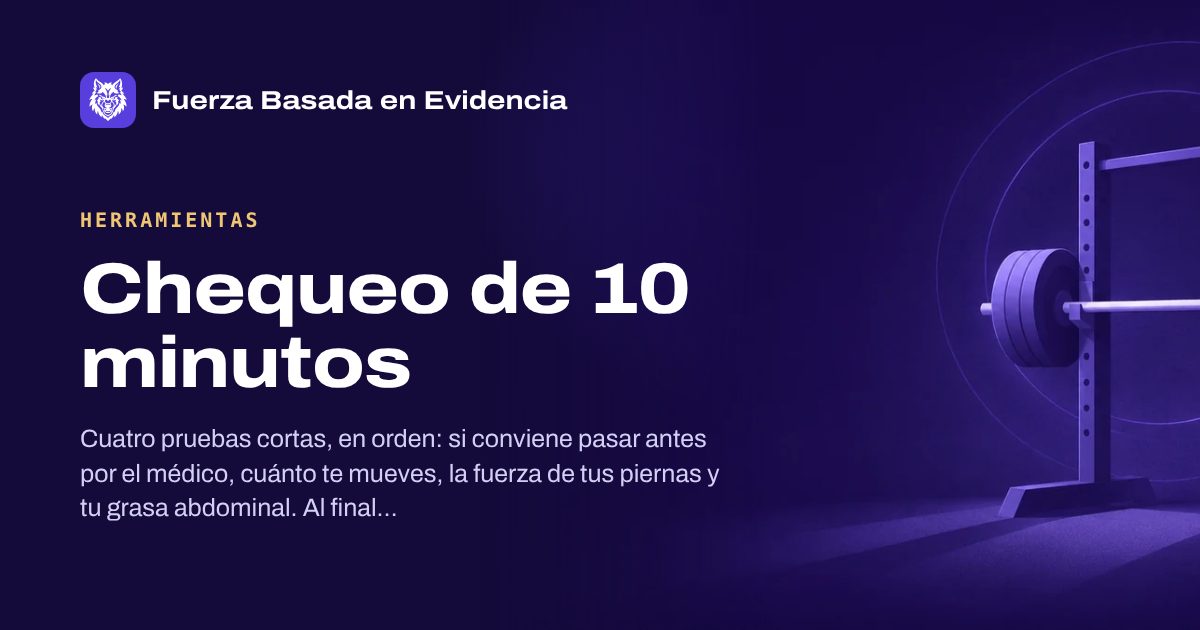 Fuerza Basada en Evidencia
HERRAMIENTAS
Chequeo de 10
minutos
Cuatro pruebas cortas, en orden: si conviene pasar antes
por el médico, cuánto te mueves, la fuerza de tus piernas y
tu grasa abdominal. Al final...